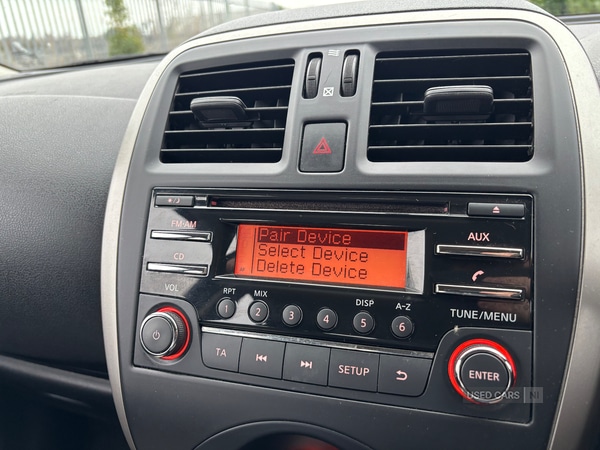 FM·AM
CD
VOL
Pair Device
Select Device
Delete Device
AUX
TUNE/MENU
RPT
MIX
DISP
A-Z
1
2
3
4
5
6
TA
SETUP
ENTER
USED CARS NI